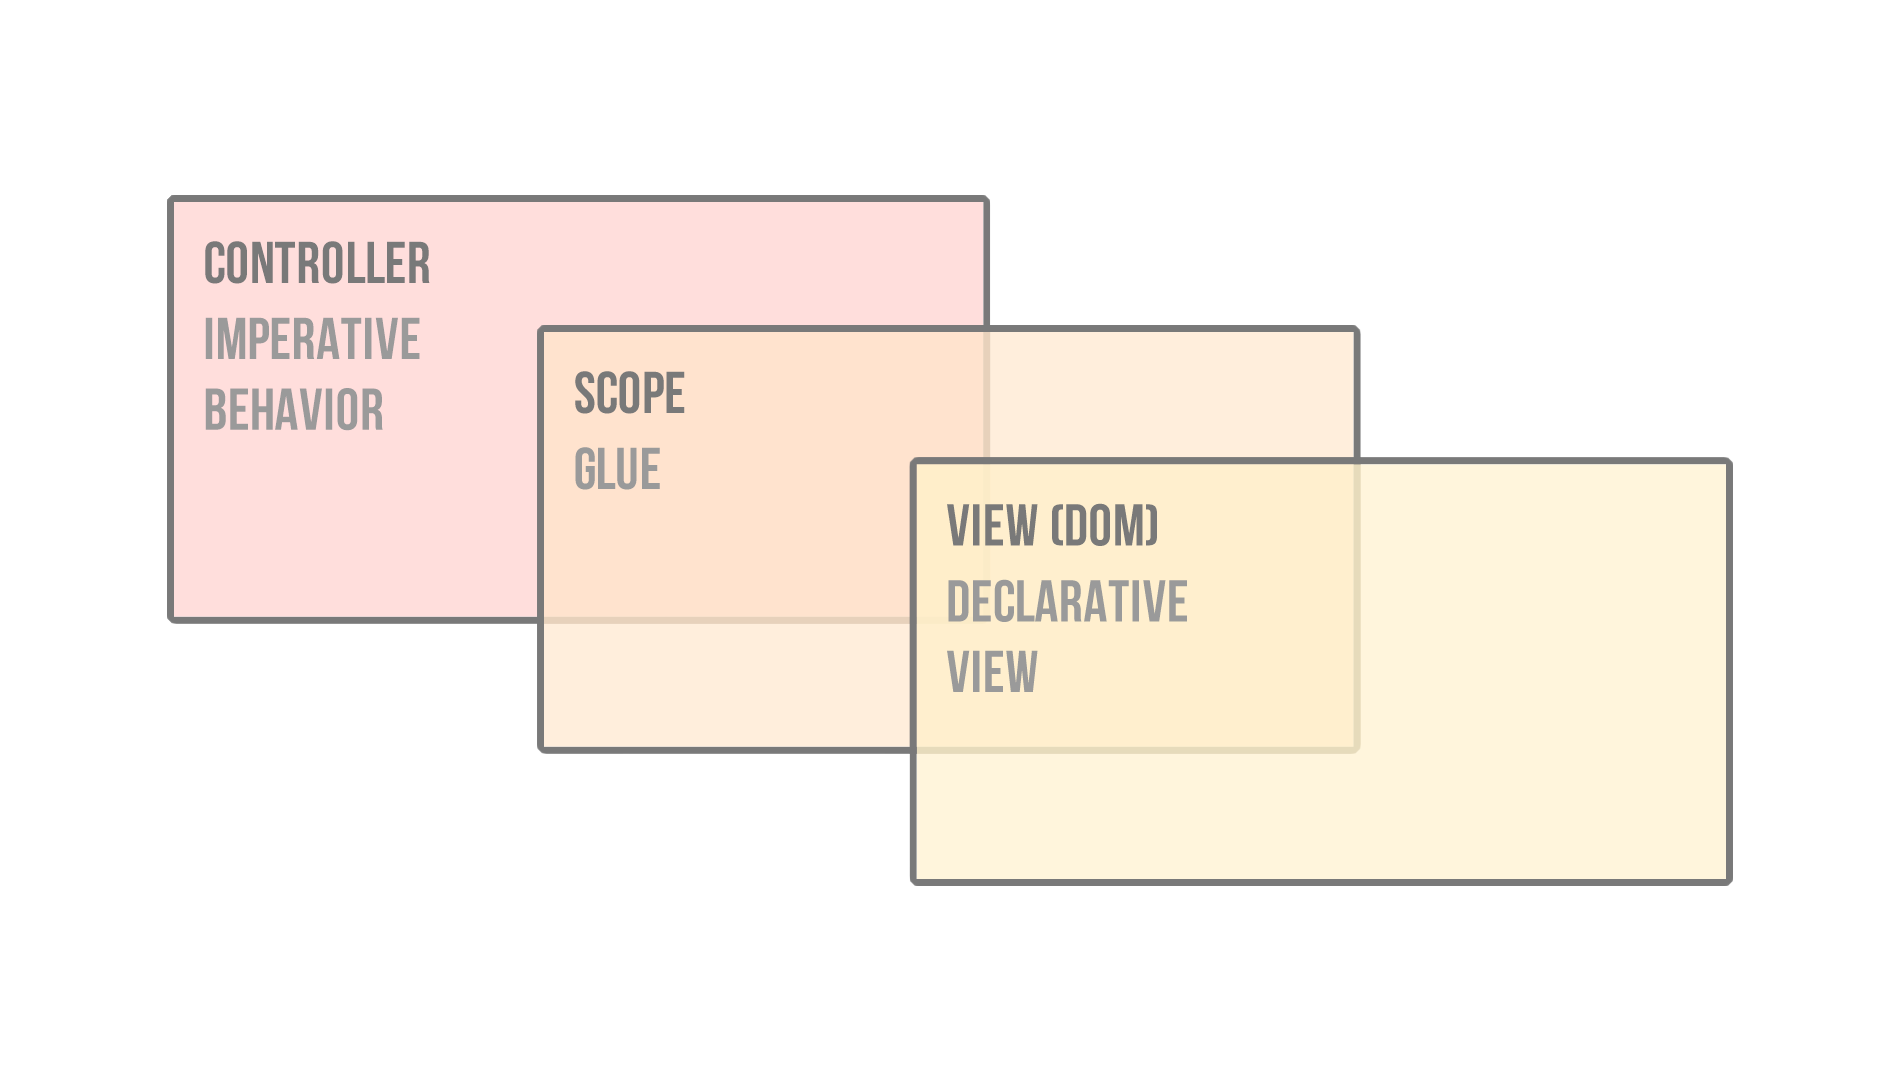 CONTROLLER
IMPERATIVE
BEHAVIOR
SCOPE
GLUE
VIEW (DOM)
DECLARATIVE
VIEW